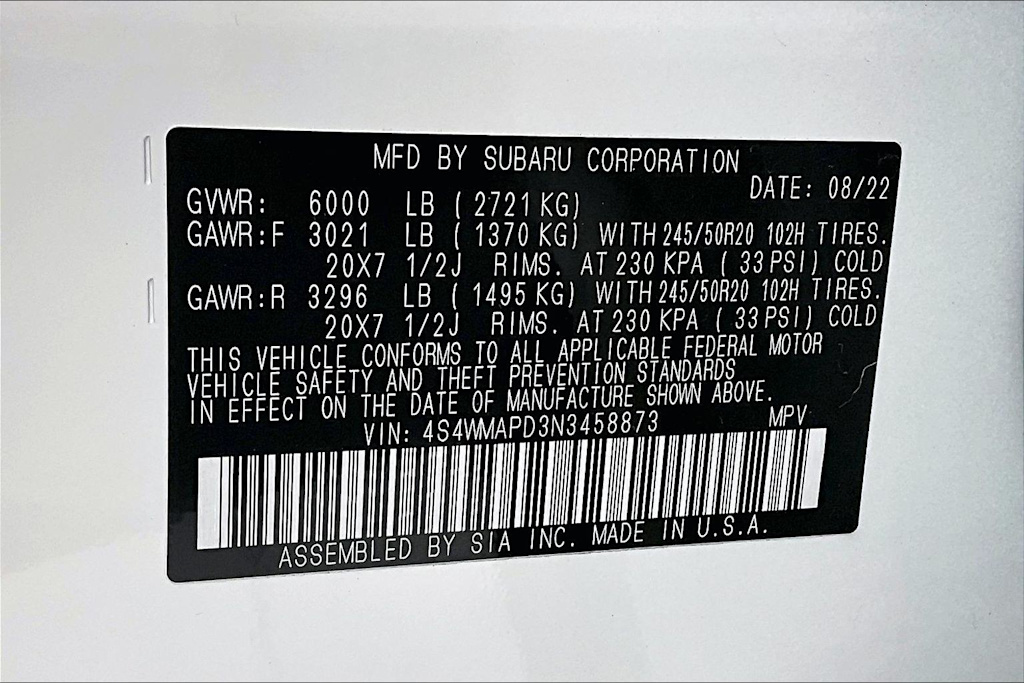 MFD BY SUBARU CORPORATION
DATE: 08/22
GVWR: 6000 LB ( 2721 KG)
GAWR:F 3021 LB ( 1370 KG) WITH 245/50R20 102H TIRES.
20X7 1/2J RIMS. AT 230 KPA ( 33 PSI) COLD
GAWR:R 3296 LB ( 1495 KG) WITH 245/50R20 102H TIRES.
20X7 1/2J RIMS. AT 230 KPA ( 33 PSI) COLD
THIS VEHICLE CONFORMS TO ALL APPLICABLE FEDERAL MOTOR
VEHICLE SAFETY AND THEFT PREVENTION STANDARDS
IN EFFECT ON THE DATE OF MANUFACTURE SHOWN ABOVE.
VIN: 4S4WMAPD3N3458873 MPV
ASSEMBLED BY SIA INC. MADE IN U.S.A.